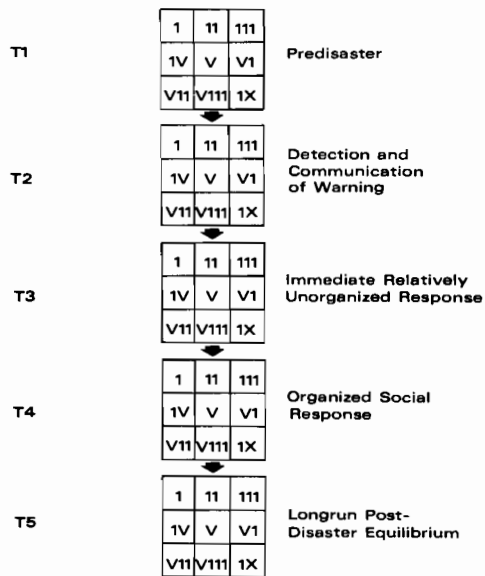 T1
1 11 111
1V V V1
V11 V111 1X
Predisaster
T2
1 11 111
1V V V1
V11 V111 1X
Detection and
Communication
of Warning
T3
1 11 111
1V V V1
V11 V111 1X
Immediate Relatively
Unorganized Response
T4
1 11 111
1V V V1
V11 V111 1X
Organized Social
Response
T5
1 11 111
1V V V1
V11 V111 1X
Longrun Post-
Disaster Equilibrium